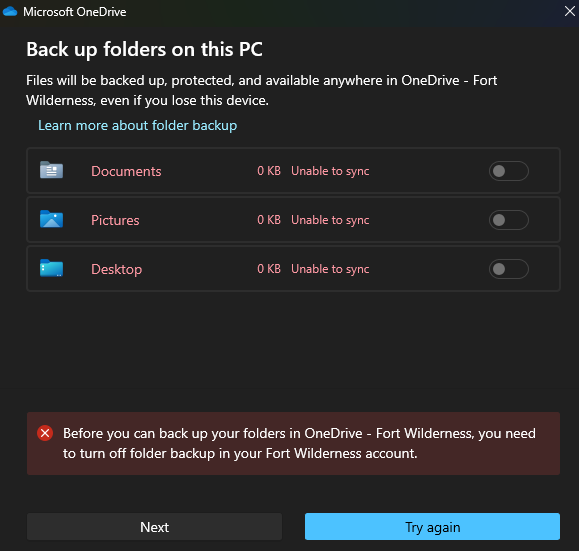 Microsoft OneDrive
Back up folders on this PC
Files will be backed up, protected, and available anywhere in OneDrive - Fort
Wilderness, even if you lose this device.
Learn more about folder backup
Documents 0 KB Unable to sync
Pictures 0 KB Unable to sync
Desktop 0 KB Unable to sync
Before you can back up your folders in OneDrive - Fort Wilderness, you need
to turn off folder backup in your Fort Wilderness account.
Next Try again